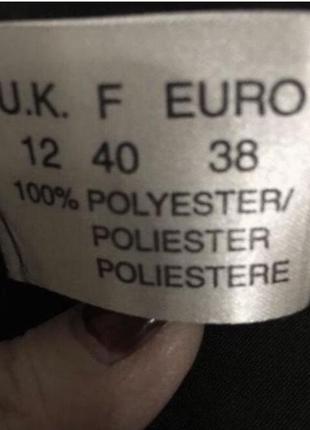 U.K. F EURO
12 40 38
100% POLYESTER/
POLIESTER
POLIESTERE